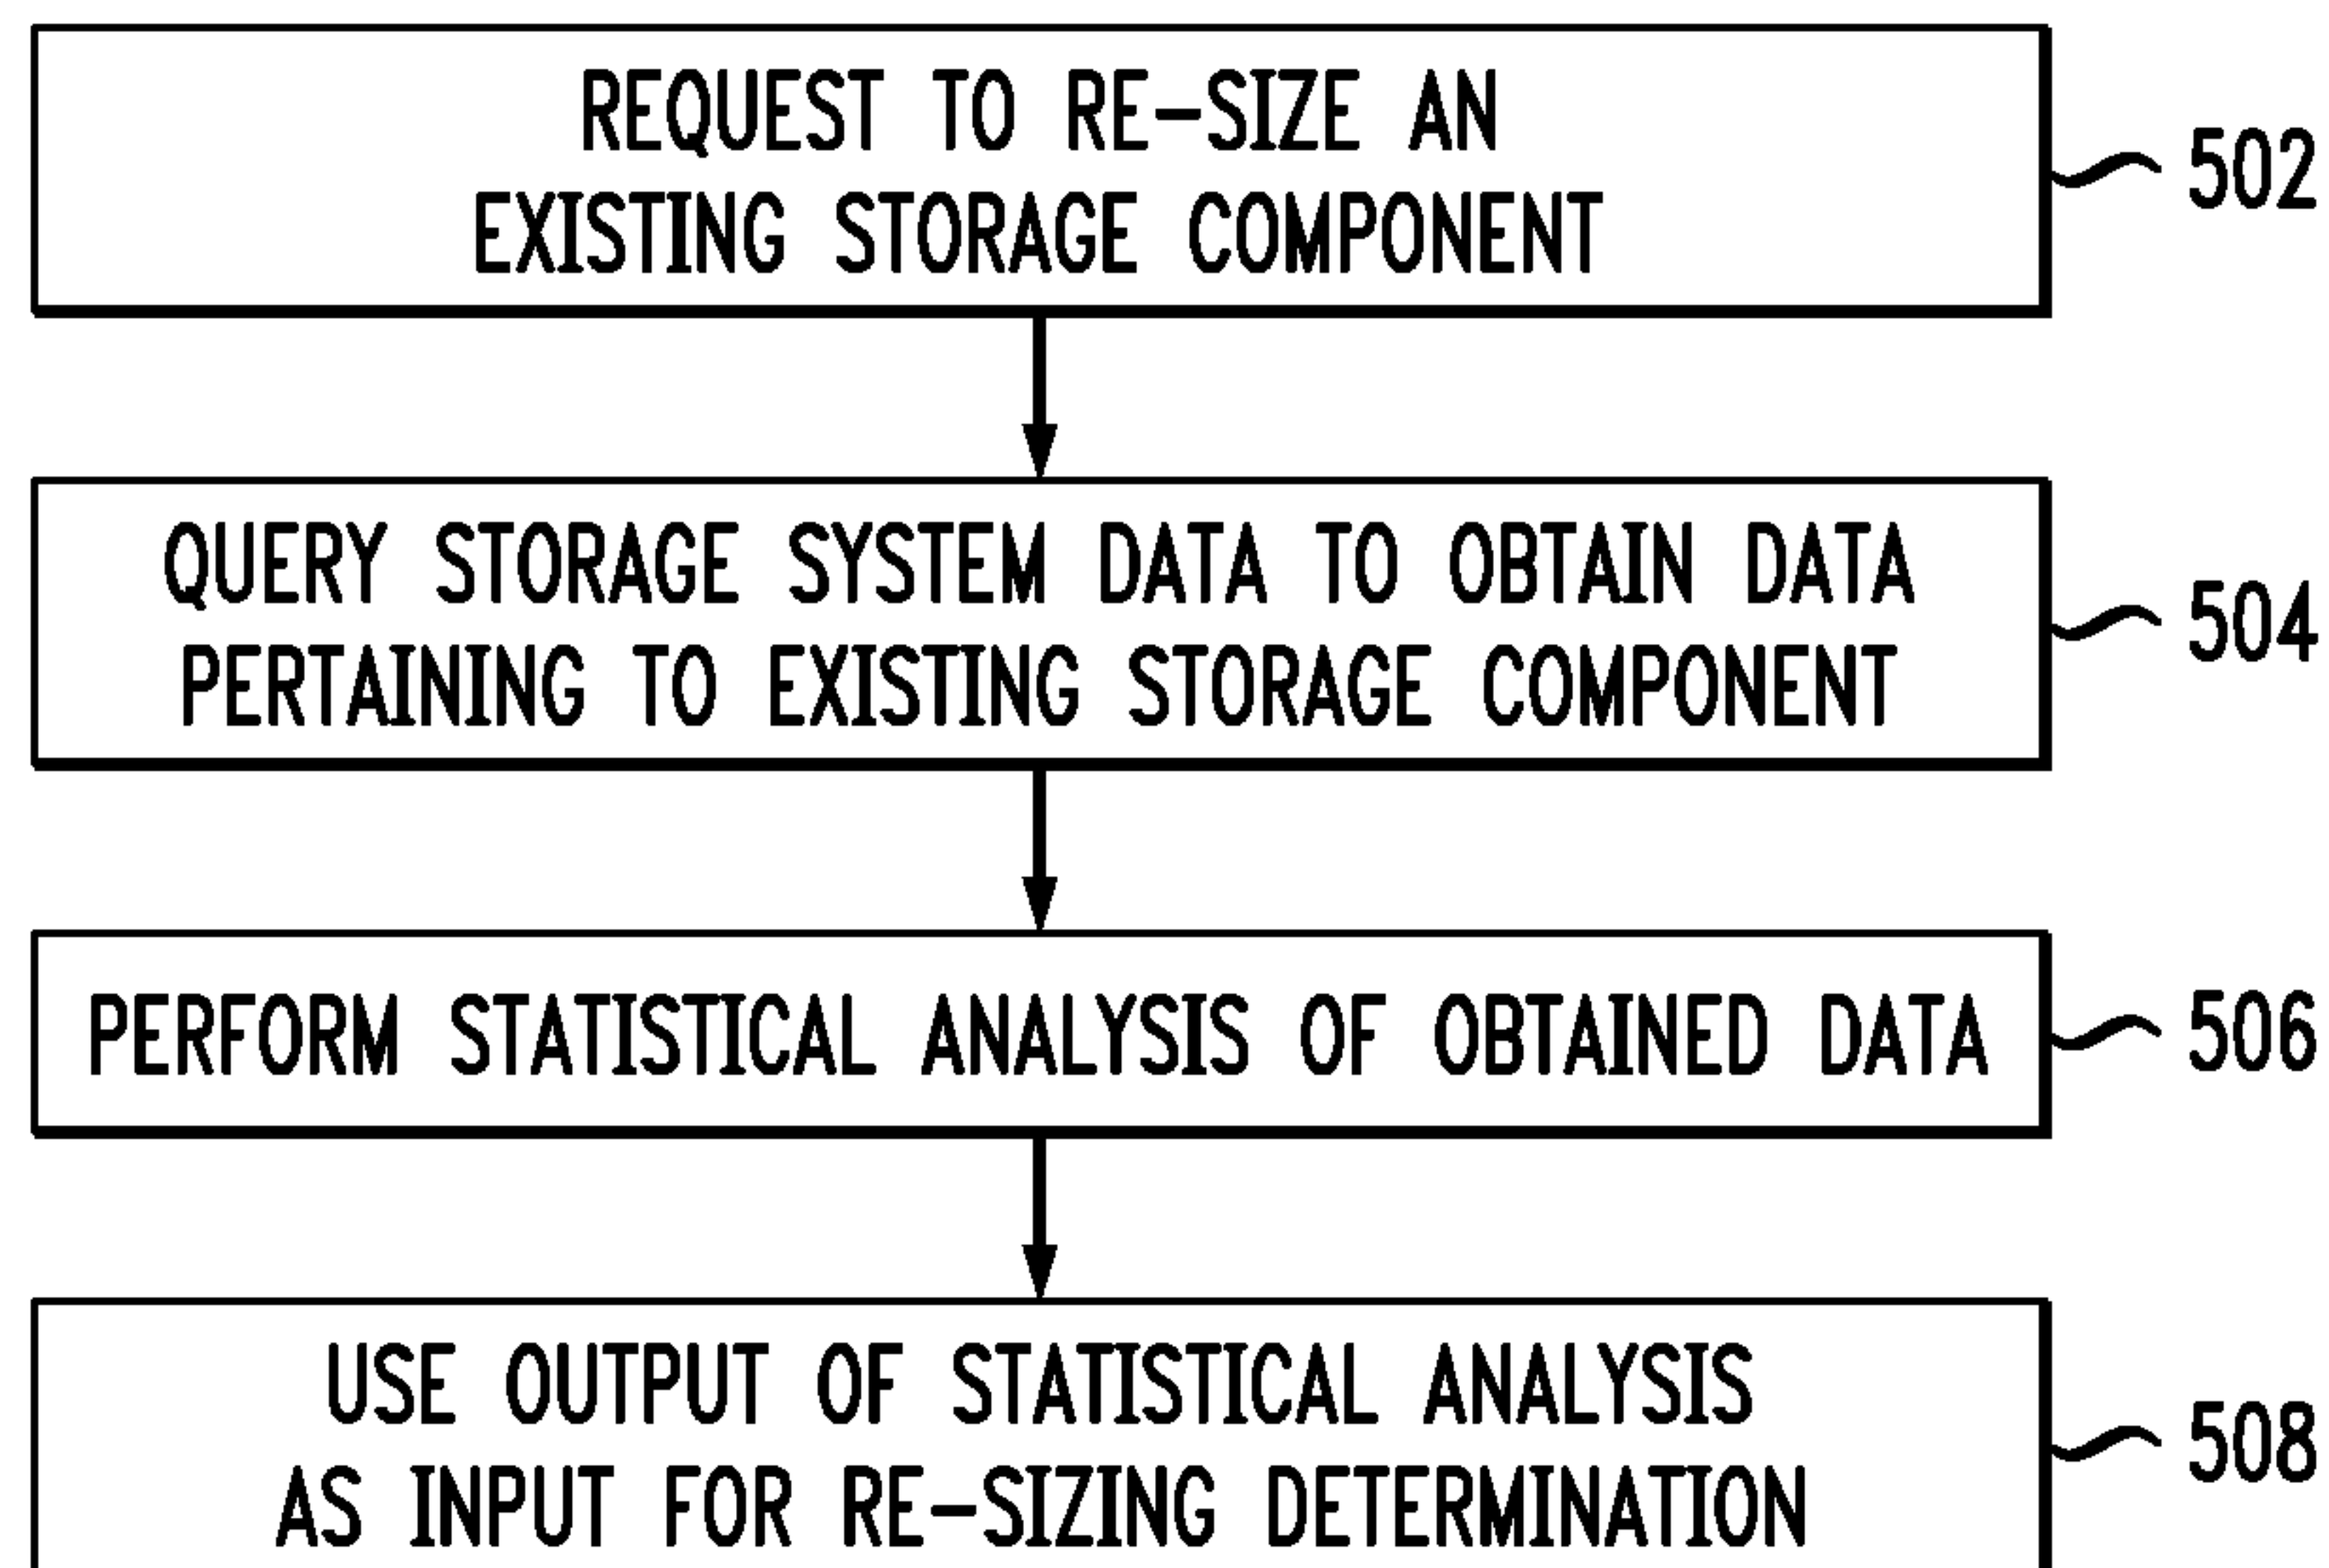 REQUEST TO RE-SIZE AN
EXISTING STORAGE COMPONENT
502
QUERY STORAGE SYSTEM DATA TO OBTAIN DATA
PERTAINING TO EXISTING STORAGE COMPONENT
504
PERFORM STATISTICAL ANALYSIS OF OBTAINED DATA
506
USE OUTPUT OF STATISTICAL ANALYSIS
AS INPUT FOR RE-SIZING DETERMINATION
508